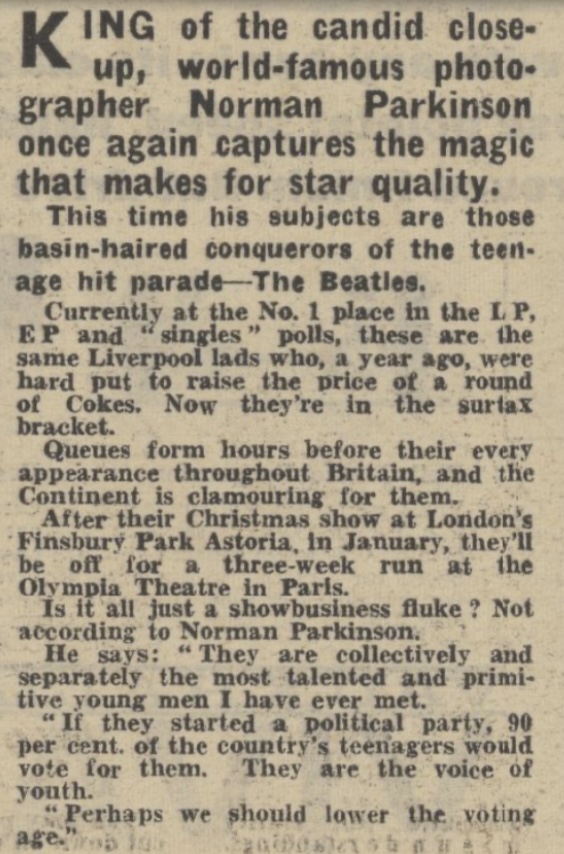 KING of the candid close-
up, world-famous photo-
grapher Norman Parkinson
once again captures the magic
that makes for star quality.
This time his subjects are those
basin-haired conquerors of the teen-
age hit parade—The Beatles.
Currently at the No. 1 place in the L P,
E P and "singles" polls, these are the
same Liverpool lads who, a year ago, were
hard put to raise the price of a round
of Cokes. Now they're in the surtax
bracket.
Queues form hours before their every
appearance throughout Britain, and the
Continent is clamouring for them.
After their Christmas show at London's
Finsbury Park Astoria, in January, they'll
be off for a three-week run at the
Olympia Theatre in Paris.
Is it all just a showbusiness fluke ? Not
according to Norman Parkinson.
He says: "They are collectively and
separately the most talented and primi-
tive young men I have ever met.
"If they started a political party, 90
per cent. of the country's teenagers would
vote for them. They are the voice of
youth.
"Perhaps we should lower the voting
age."